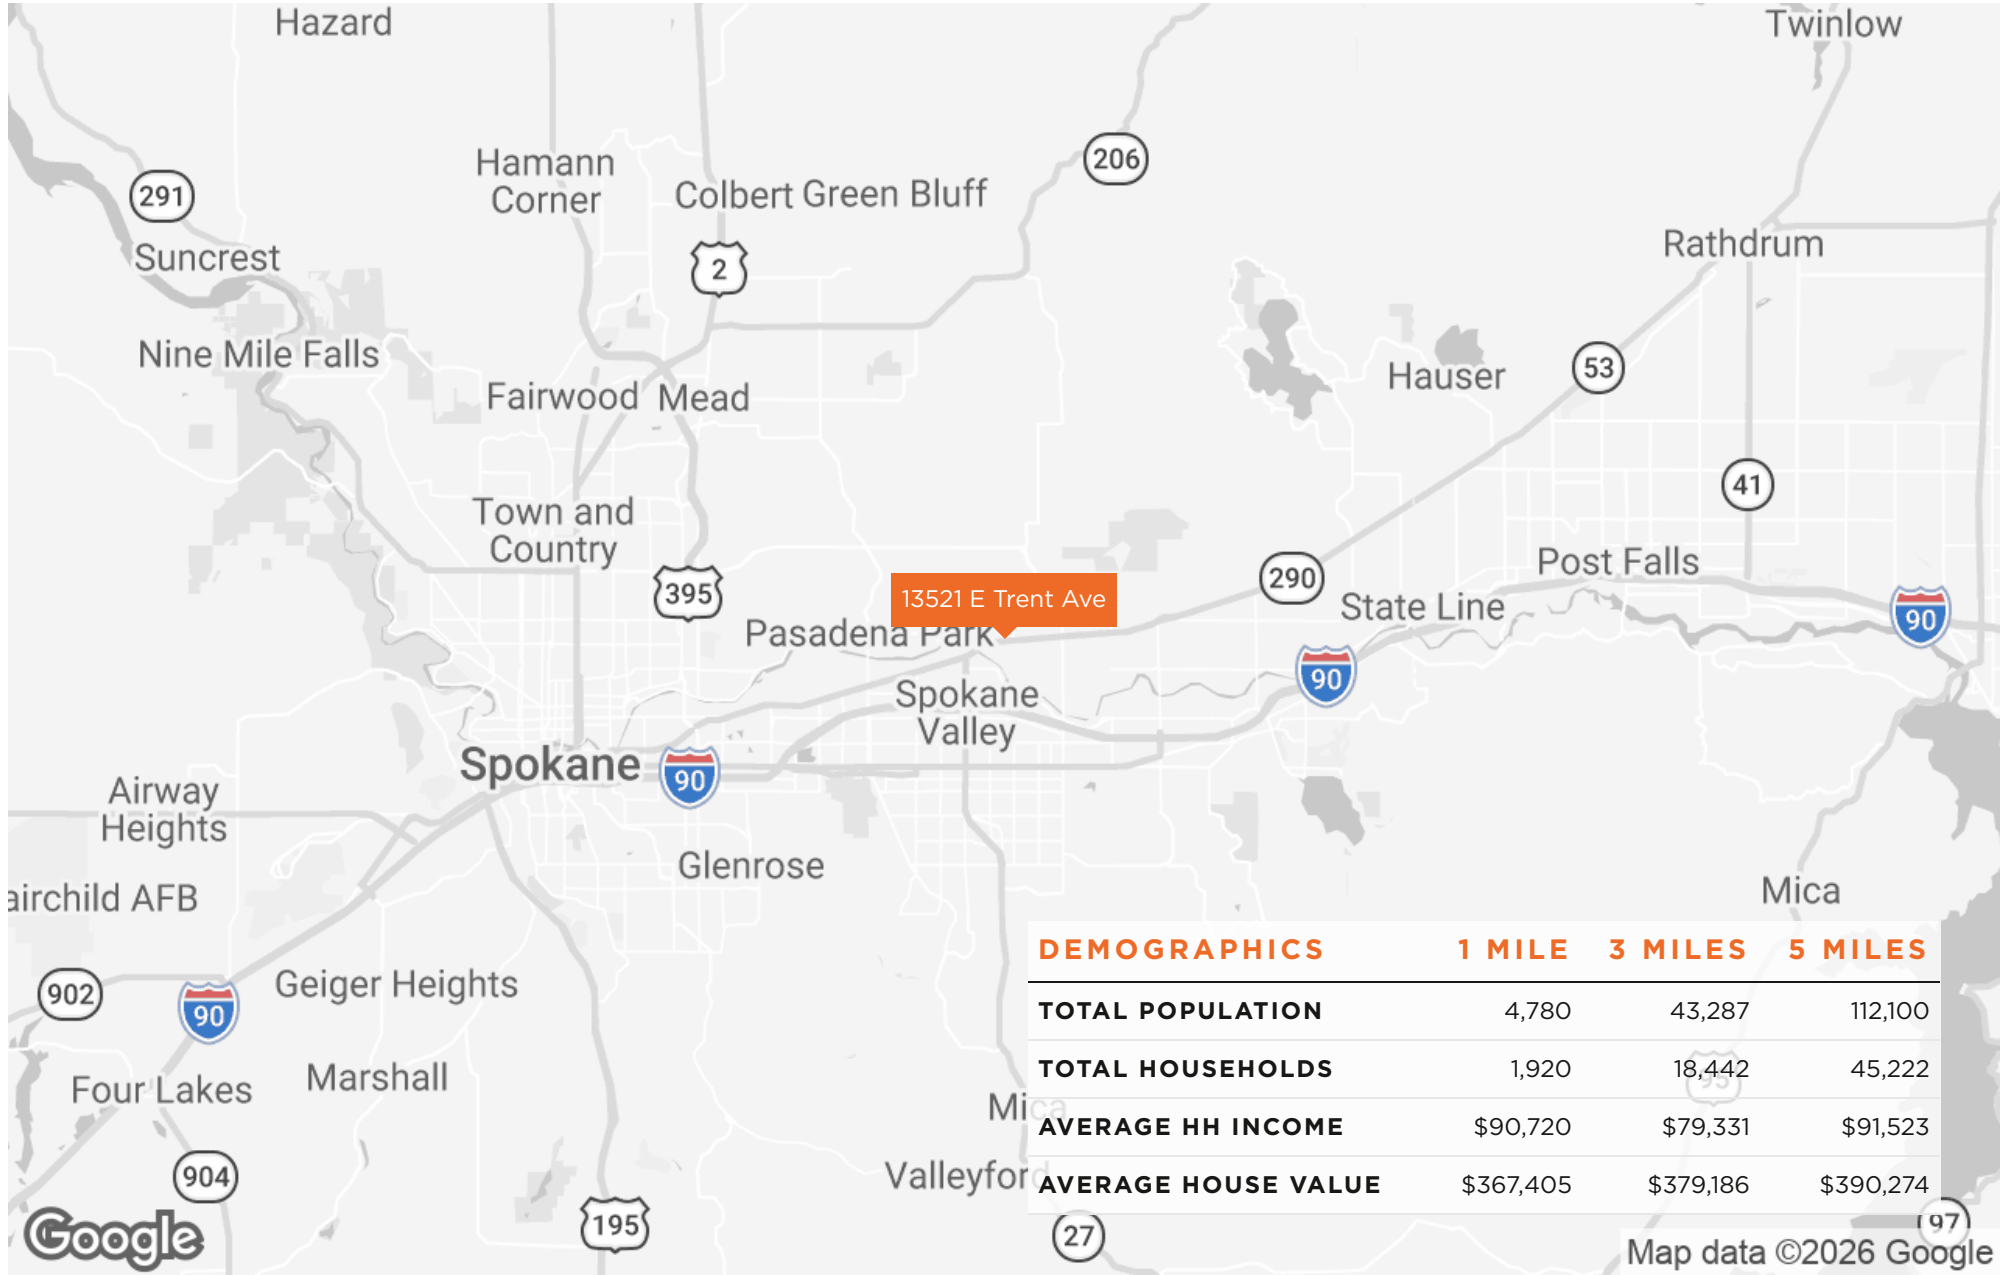 Hazard
Twinlow
206
Hamann
Corner
Colbert Green Bluff
291
Suncrest
2
Rathdrum
Nine Mile Falls
Hauser
53
Fairwood Mead
41
Town and
Country
Post Falls
290
395
13521 E Trent Ave
State Line
90
Pasadena Park
90
Spokane
Valley
Spokane
90
Airway
Heights
Glenrose
airchild AFB
Mica
902
Geiger Heights
90
Marshall
Four Lakes
Mica
904
Valleyford
195
27
97
95
DEMOGRAPHICS 1 MILE 3 MILES 5 MILES
TOTAL POPULATION 4,780 43,287 112,100
TOTAL HOUSEHOLDS 1,920 18,442 45,222
AVERAGE HH INCOME $90,720 $79,331 $91,523
AVERAGE HOUSE VALUE $367,405 $379,186 $390,274
Google
Map data ©2026 Google